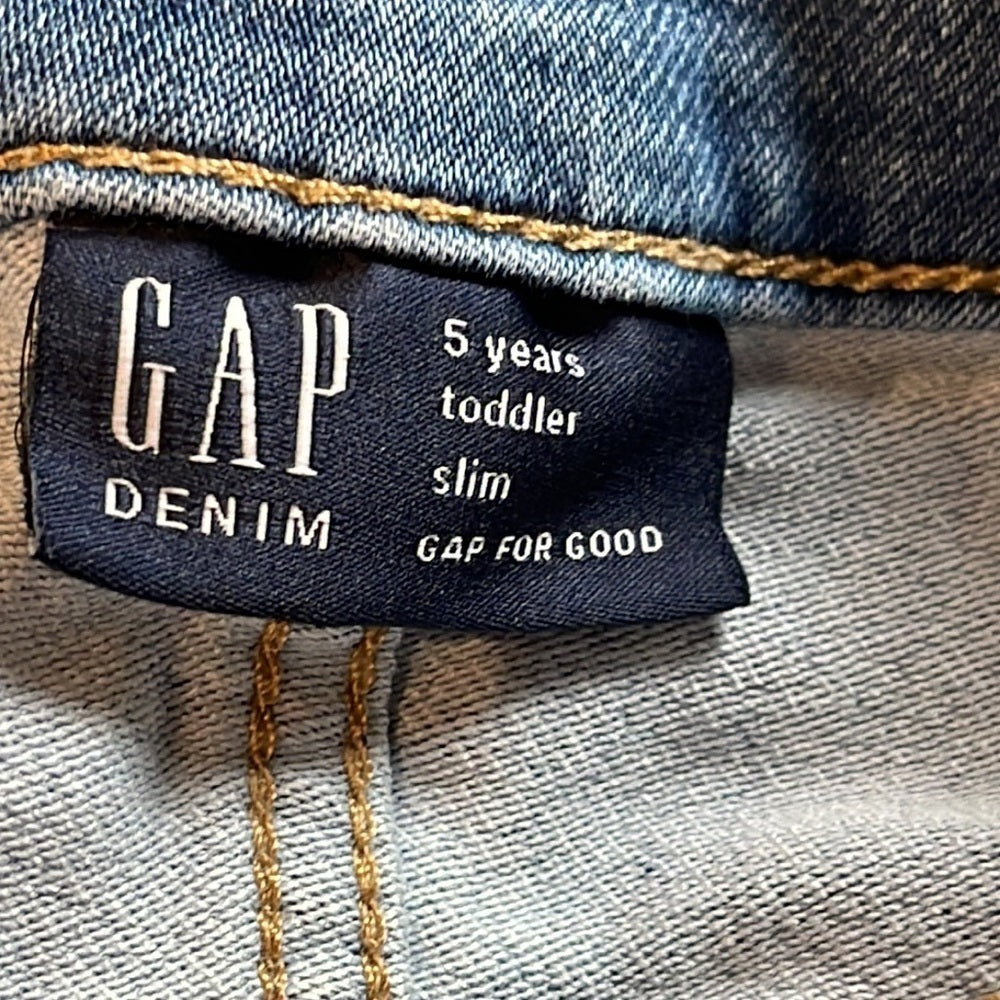 GAP
DENIM
5 years
toddler
slim
GAP FOR GOOD